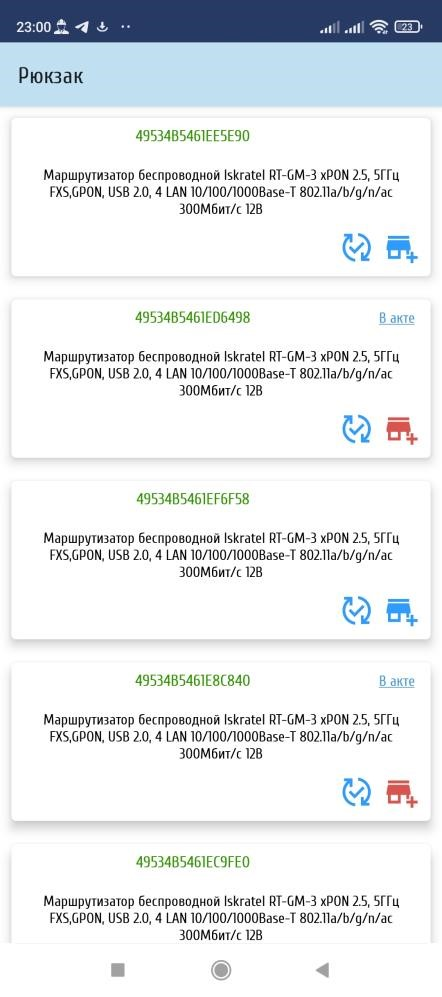 23:00
23
Рюкзак
49534B5461EE5E90
Маршрутизатор беспроводной Iskratel RT-GM-3 xPON 2.5, 5ГГц
FXS,GPON, USB 2.0, 4 LAN 10/100/1000Base-T 802.11a/b/g/n/ac
300Мбит/с 12В
49534B5461ED6498
В акте
Маршрутизатор беспроводной Iskratel RT-GM-3 xPON 2.5, 5ГГц
FXS,GPON, USB 2.0, 4 LAN 10/100/1000Base-T 802.11a/b/g/n/ac
300Мбит/с 12В
49534B5461EF6F58
Маршрутизатор беспроводной Iskratel RT-GM-3 xPON 2.5, 5ГГц
FXS,GPON, USB 2.0, 4 LAN 10/100/1000Base-T 802.11a/b/g/n/ac
300Мбит/с 12В
49534B5461E8C840
В акте
Маршрутизатор беспроводной Iskratel RT-GM-3 xPON 2.5, 5ГГц
FXS,GPON, USB 2.0, 4 LAN 10/100/1000Base-T 802.11a/b/g/n/ac
300Мбит/с 12В
49534B5461EC9FE0
Маршрутизатор беспроводной Iskratel RT-GM-3 xPON 2.5, 5ГГц
FXS,GPON, USB 2.0, 4 LAN 10/100/1000Base-T 802.11a/b/g/n/ac
300Мбит/с 12В